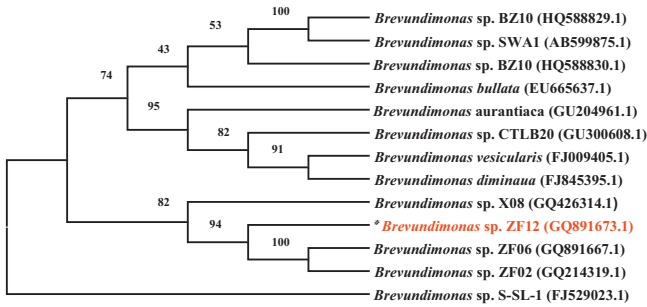 100
Brevundimonas sp. BZ10 (HQ588829.1)
53
Brevundimonas sp. SWA1 (AB599875.1)
43
Brevundimonas sp. BZ10 (HQ588830.1)
74
Brevundimonas bullata (EU665637.1)
95
Brevundimonas aurantiaca (GU204961.1)
82
Brevundimonas sp. CTLB20 (GU300608.1)
91
Brevundimonas vesicularis (FJ009405.1)
Brevundimonas diminaua (FJ845395.1)
82
Brevundimonas sp. X08 (GQ426314.1)
94
* Brevundimonas sp. ZF12 (GQ891673.1)
100
Brevundimonas sp. ZF06 (GQ891667.1)
Brevundimonas sp. ZF02 (GQ214319.1)
Brevundimonas sp. S-SL-1 (FJ529023.1)